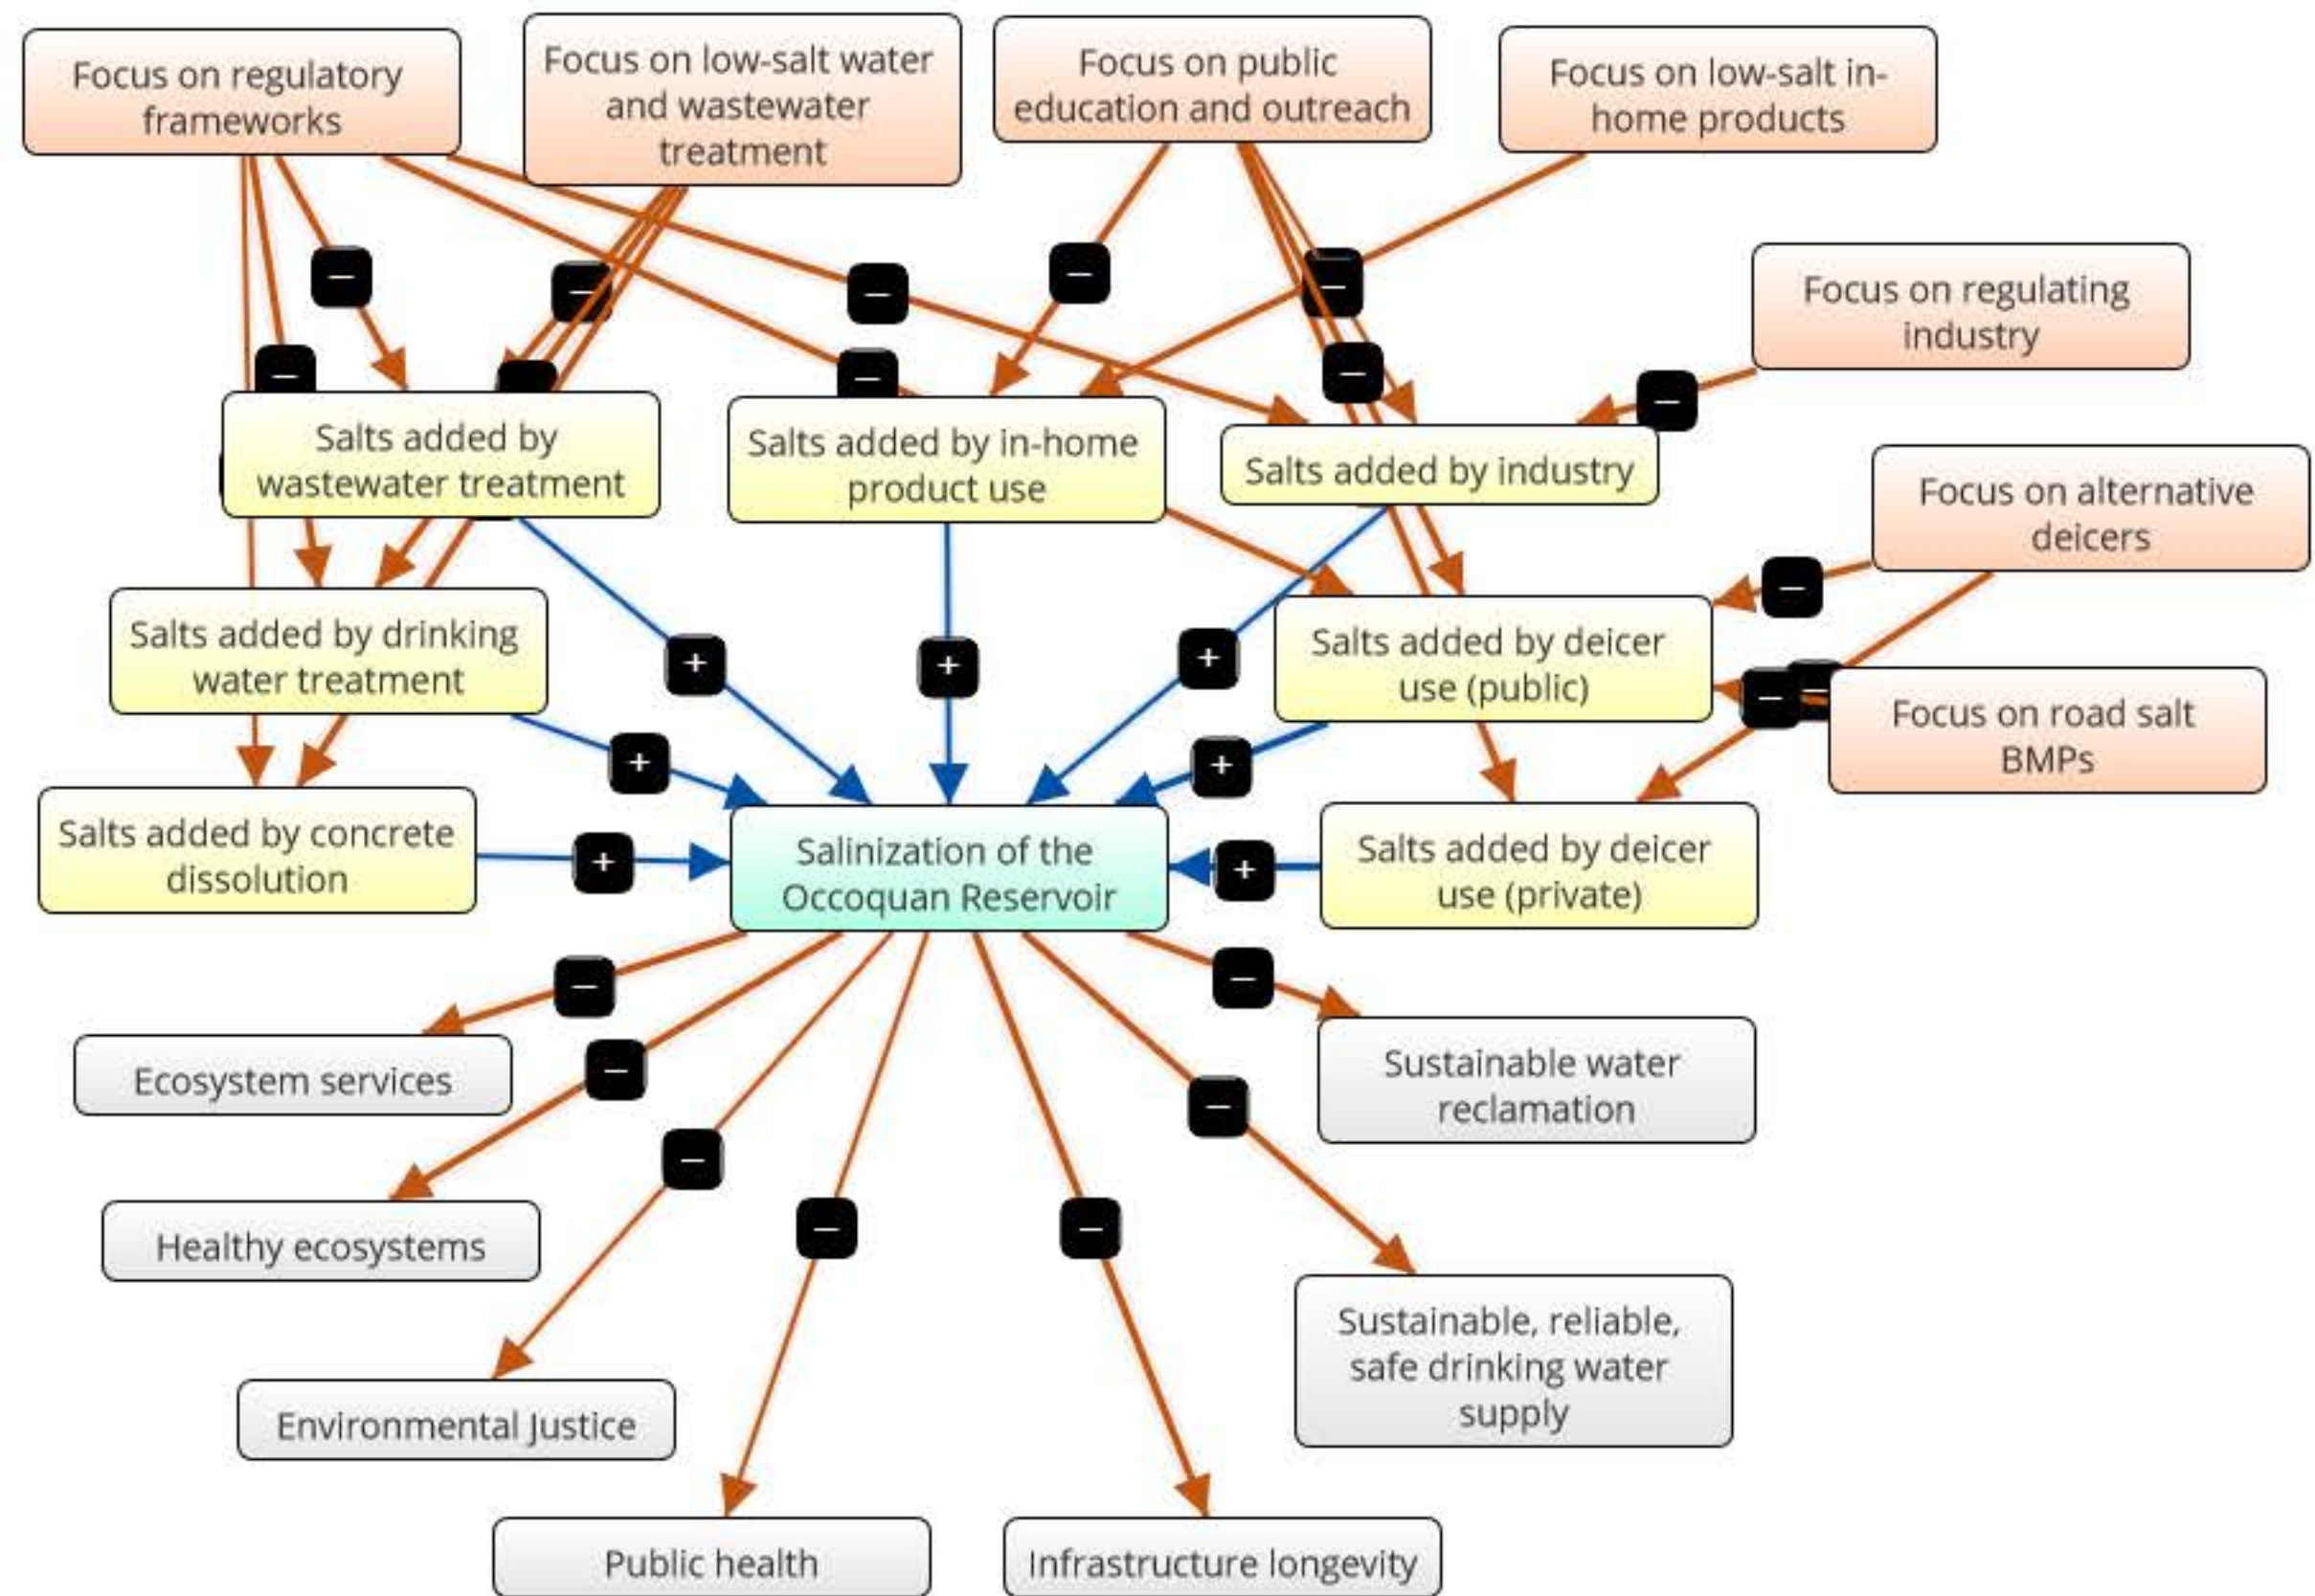 Focus on regulatory
frameworks
Focus on low-salt water
and wastewater
treatment
Focus on public
education and outreach
Focus on low-salt in-
home products
Focus on regulating
industry
Focus on alternative
deicers
Focus on road salt
BMPs
Salts added by
wastewater treatment
Salts added by in-home
product use
Salts added by industry
Salts added by drinking
water treatment
Salts added by deicer
use (public)
Salts added by concrete
dissolution
Salinization of the
Occoquan Reservoir
Salts added by deicer
use (private)
Ecosystem services
Sustainable water
reclamation
Healthy ecosystems
Environmental Justice
Sustainable, reliable,
safe drinking water
supply
Public health
Infrastructure longevity